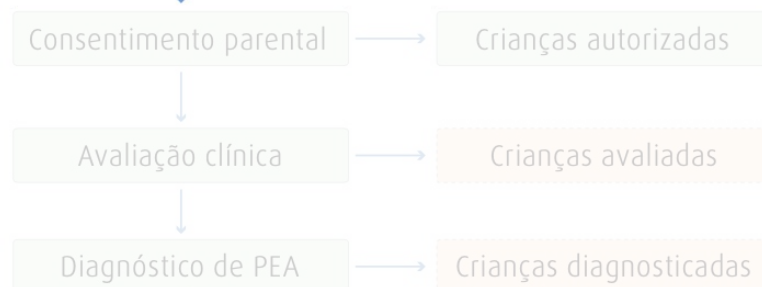 Consentimento parental
Crianças autorizadas
Avaliação clínica
Crianças avaliadas
Diagnóstico de PEA
Crianças diagnosticadas